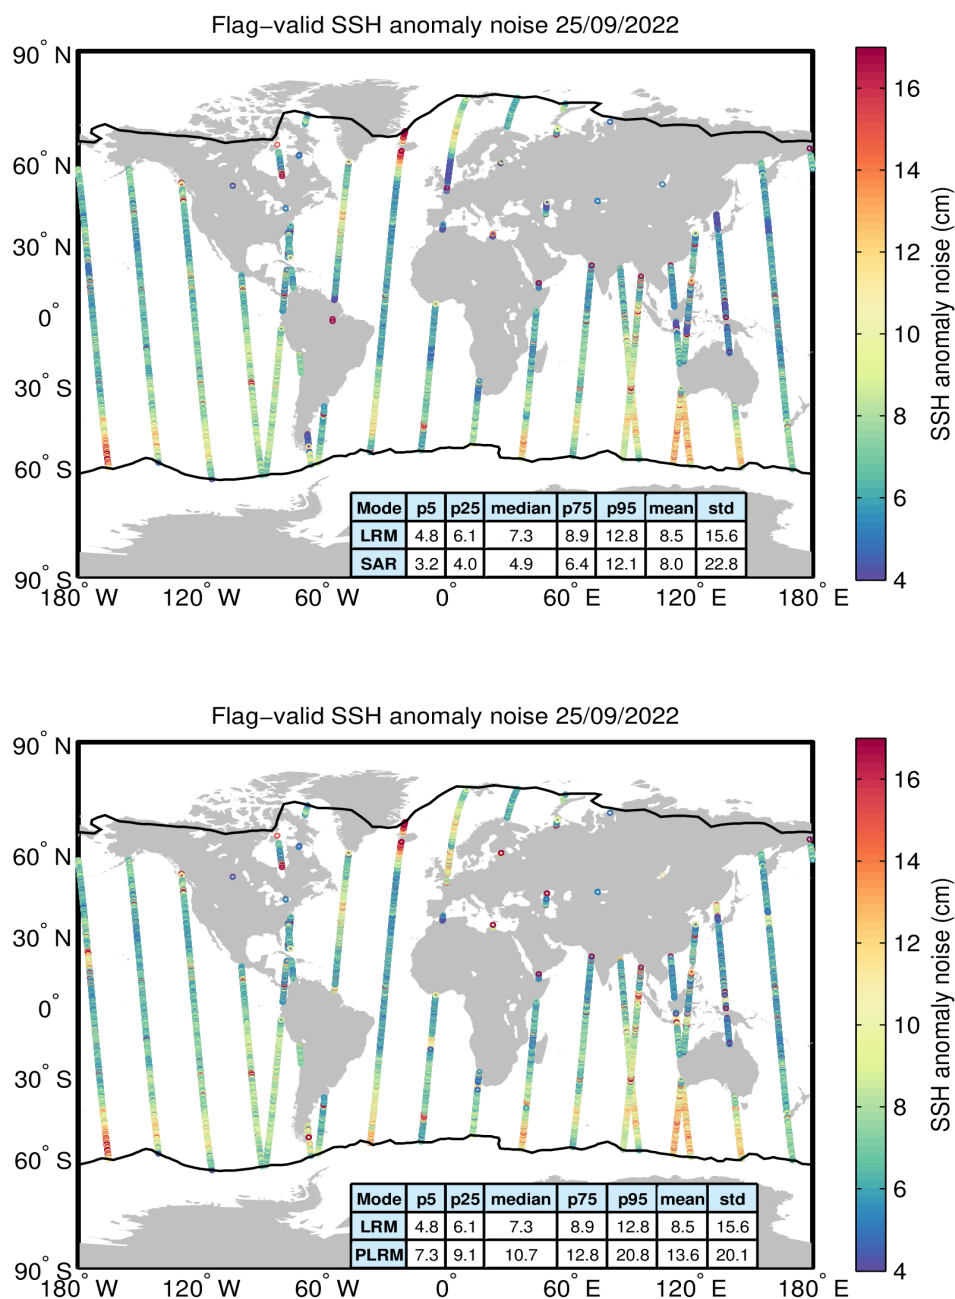 Flag−valid SSH anomaly noise 25/09/2022
90° N
60° N
30° N
0°
30° S
60° S
90° S
180° W 120° W 60° W 0° 60° E 120° E 180° E
16
14
12
10
8
6
4
SSH anomaly noise (cm)
Mode p5 p25 median p75 p95 mean std
LRM 4.8 6.1 7.3 8.9 12.8 8.5 15.6
SAR 3.2 4.0 4.9 6.4 12.1 8.0 22.8
Flag−valid SSH anomaly noise 25/09/2022
90° N
60° N
30° N
0°
30° S
60° S
90° S
180° W 120° W 60° W 0° 60° E 120° E 180° E
16
14
12
10
8
6
4
SSH anomaly noise (cm)
Mode p5 p25 median p75 p95 mean std
LRM 4.8 6.1 7.3 8.9 12.8 8.5 15.6
PLRM 7.3 9.1 10.7 12.8 20.8 13.6 20.1